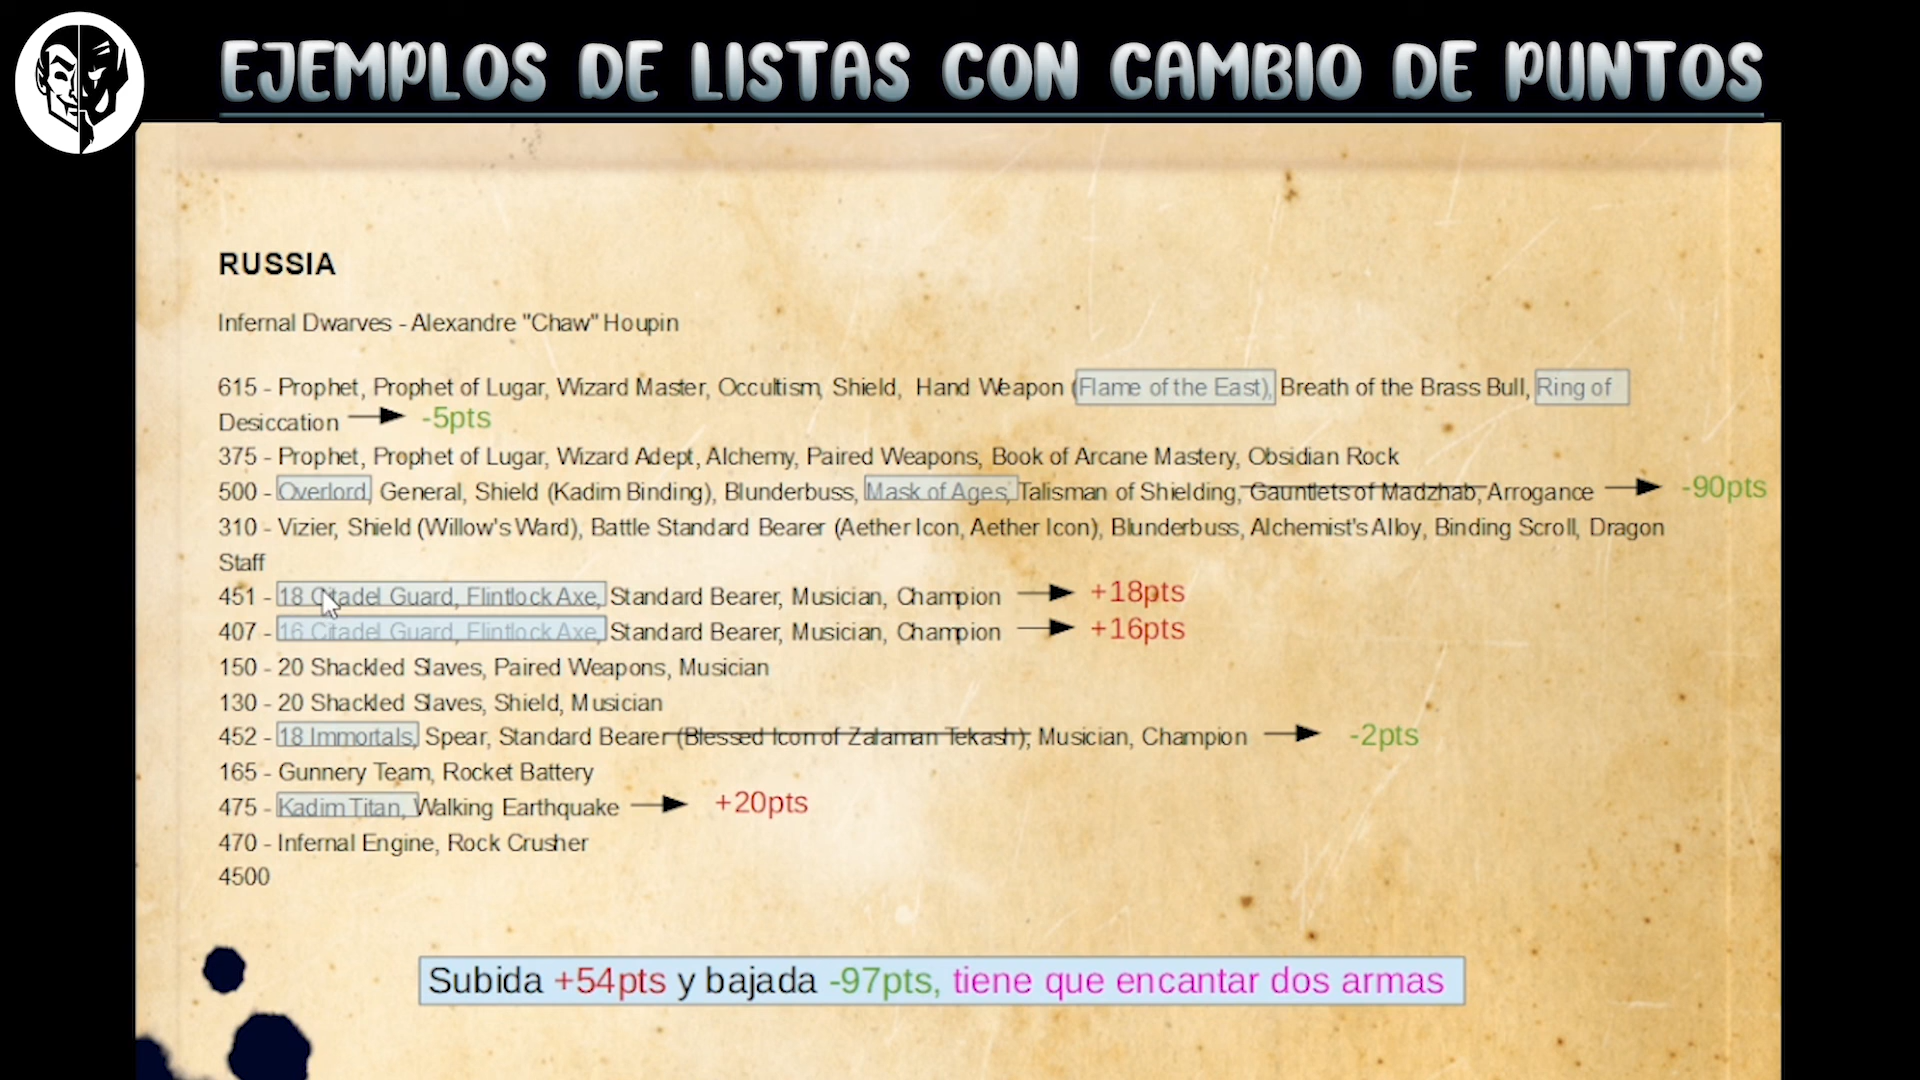 EJEMPLOS DE LISTAS CON CAMBIO DE PUNTOS
RUSSIA
Infernal Dwarves - Alexandre "Chaw" Houpin
615 - Prophet, Prophet of Lugar, Wizard Master, Occultism, Shield, Hand Weapon (Flame of the East), Breath of the Brass Bull, Ring of
Desiccation -5pts
375 - Prophet, Prophet of Lugar, Wizard Adept, Alchemy, Paired Weapons, Book of Arcane Mastery, Obsidian Rock
500 - Overlord, General, Shield (Kadim Binding), Blunderbuss, Mask of Ages, Talisman of Shielding, Gauntlets of Madzhab, Arrogance -90pts
310 - Vizier, Shield (Willow's Ward), Battle Standard Bearer (Aether Icon, Aether Icon), Blunderbuss, Alchemist's Alloy, Binding Scroll, Dragon
Staff
451 - 18 Citadel Guard, Flintlock Axe, Standard Bearer, Musician, Champion +18pts
407 - 16 Citadel Guard, Flintlock Axe, Standard Bearer, Musician, Champion +16pts
150 - 20 Shackled Slaves, Paired Weapons, Musician
130 - 20 Shackled Slaves, Shield, Musician
452 - 18 Immortals, Spear, Standard Bearer (Blessed Icon of Zalaman Tekash), Musician, Champion -2pts
165 - Gunnery Team, Rocket Battery
475 - Kadim Titan, Walking Earthquake +20pts
470 - Infernal Engine, Rock Crusher
4500
Subida +54pts y bajada -97pts, tiene que encantar dos armas